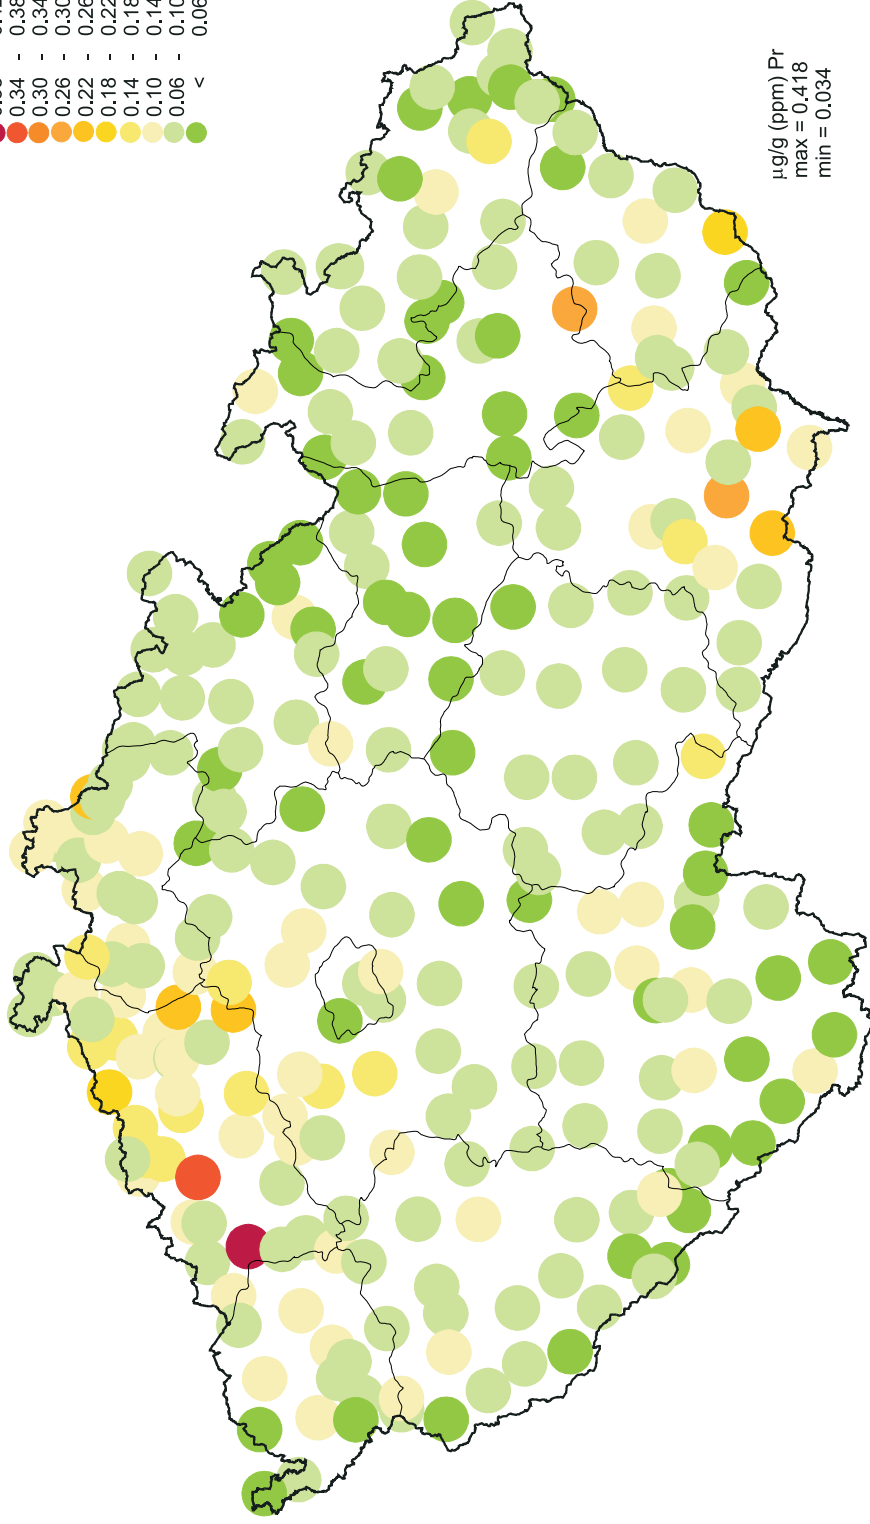 0.34 - 0.38
0.30 - 0.34
0.26 - 0.30
0.22 - 0.26
0.18 - 0.22
0.14 - 0.18
0.10 - 0.14
0.06 - 0.10
< 0.06
µg/g (ppm) Pr
max = 0.418
min = 0.034